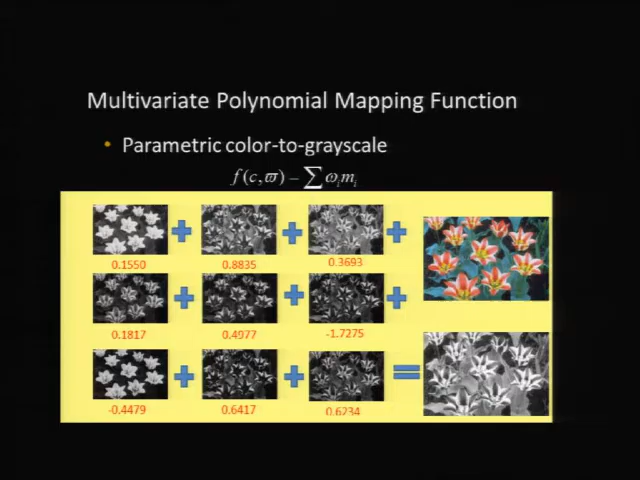 Multivariate Polynomial Mapping Function
• Parametric color-to-grayscale
f(c,ϖ) = ∑ ωᵢmᵢ
0.1550 0.8835 0.3693
0.1817 0.4977 -1.7275
-0.4479 0.6417 0.6234